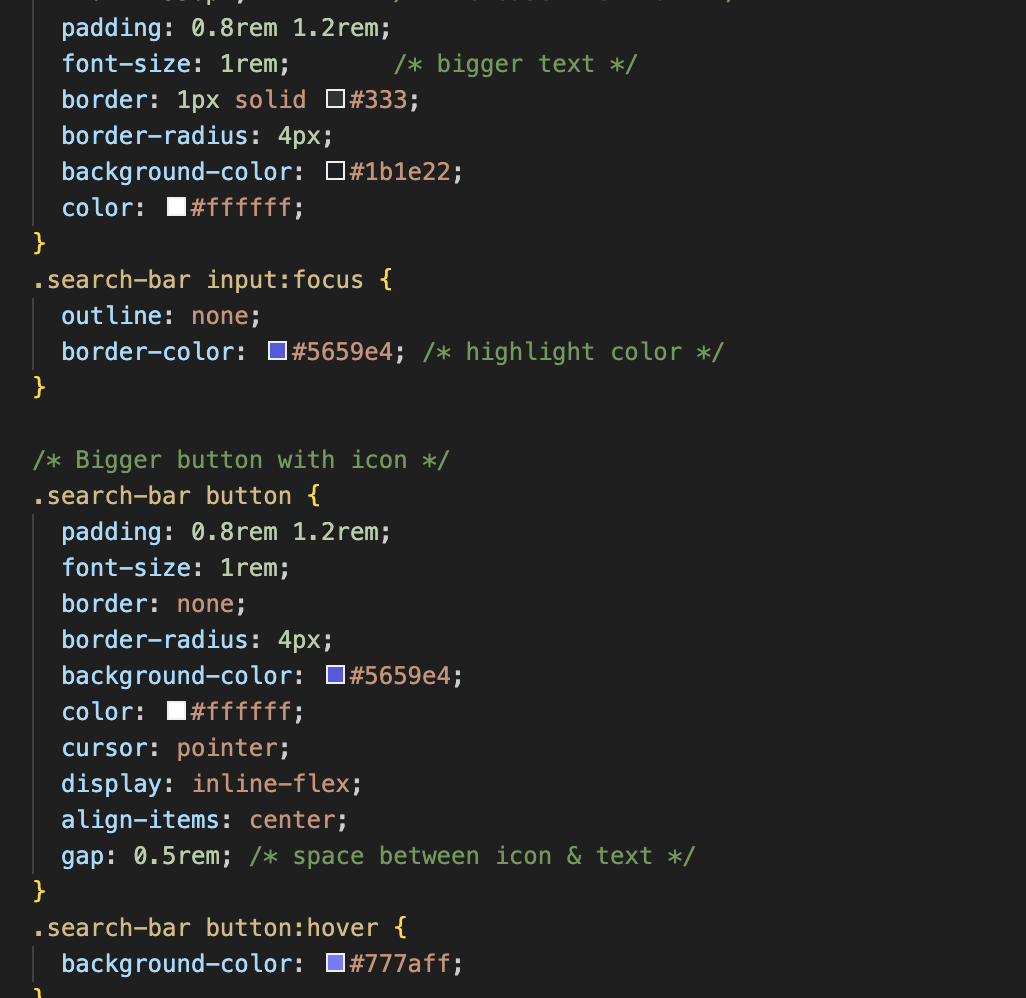 padding: 0.8rem 1.2rem;
font-size: 1rem;       /* bigger text */
border: 1px solid #333;
border-radius: 4px;
background-color: #1b1e22;
color: #ffffff;
}
.search-bar input:focus {
outline: none;
border-color: #5659e4; /* highlight color */
}
/* Bigger button with icon */
.search-bar button {
padding: 0.8rem 1.2rem;
font-size: 1rem;
border: none;
border-radius: 4px;
background-color: #5659e4;
color: #ffffff;
cursor: pointer;
display: inline-flex;
align-items: center;
gap: 0.5rem; /* space between icon & text */
}
.search-bar button:hover {
background-color: #777aff;
}